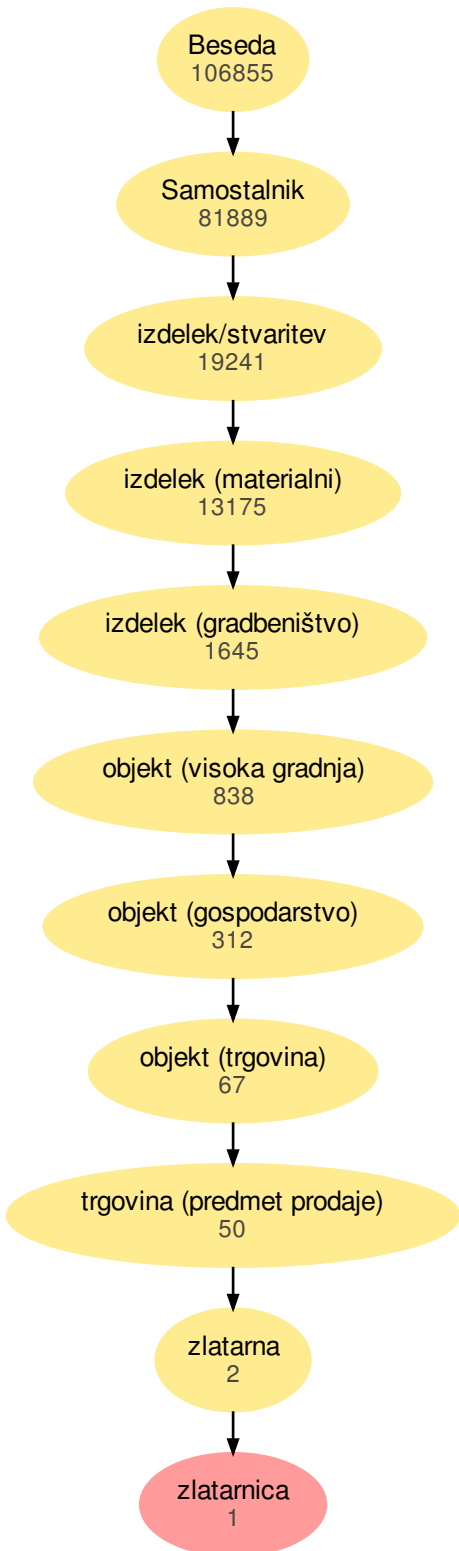 Beseda
106855
Samostalnik
81889
izdelek/stvaritev
19241
izdelek (materialni)
13175
izdelek (gradbeništvo)
1645
objekt (visoka gradnja)
838
objekt (gospodarstvo)
312
objekt (trgovina)
67
trgovina (predmet prodaje)
50
zlatarna
2
zlatarnica
1